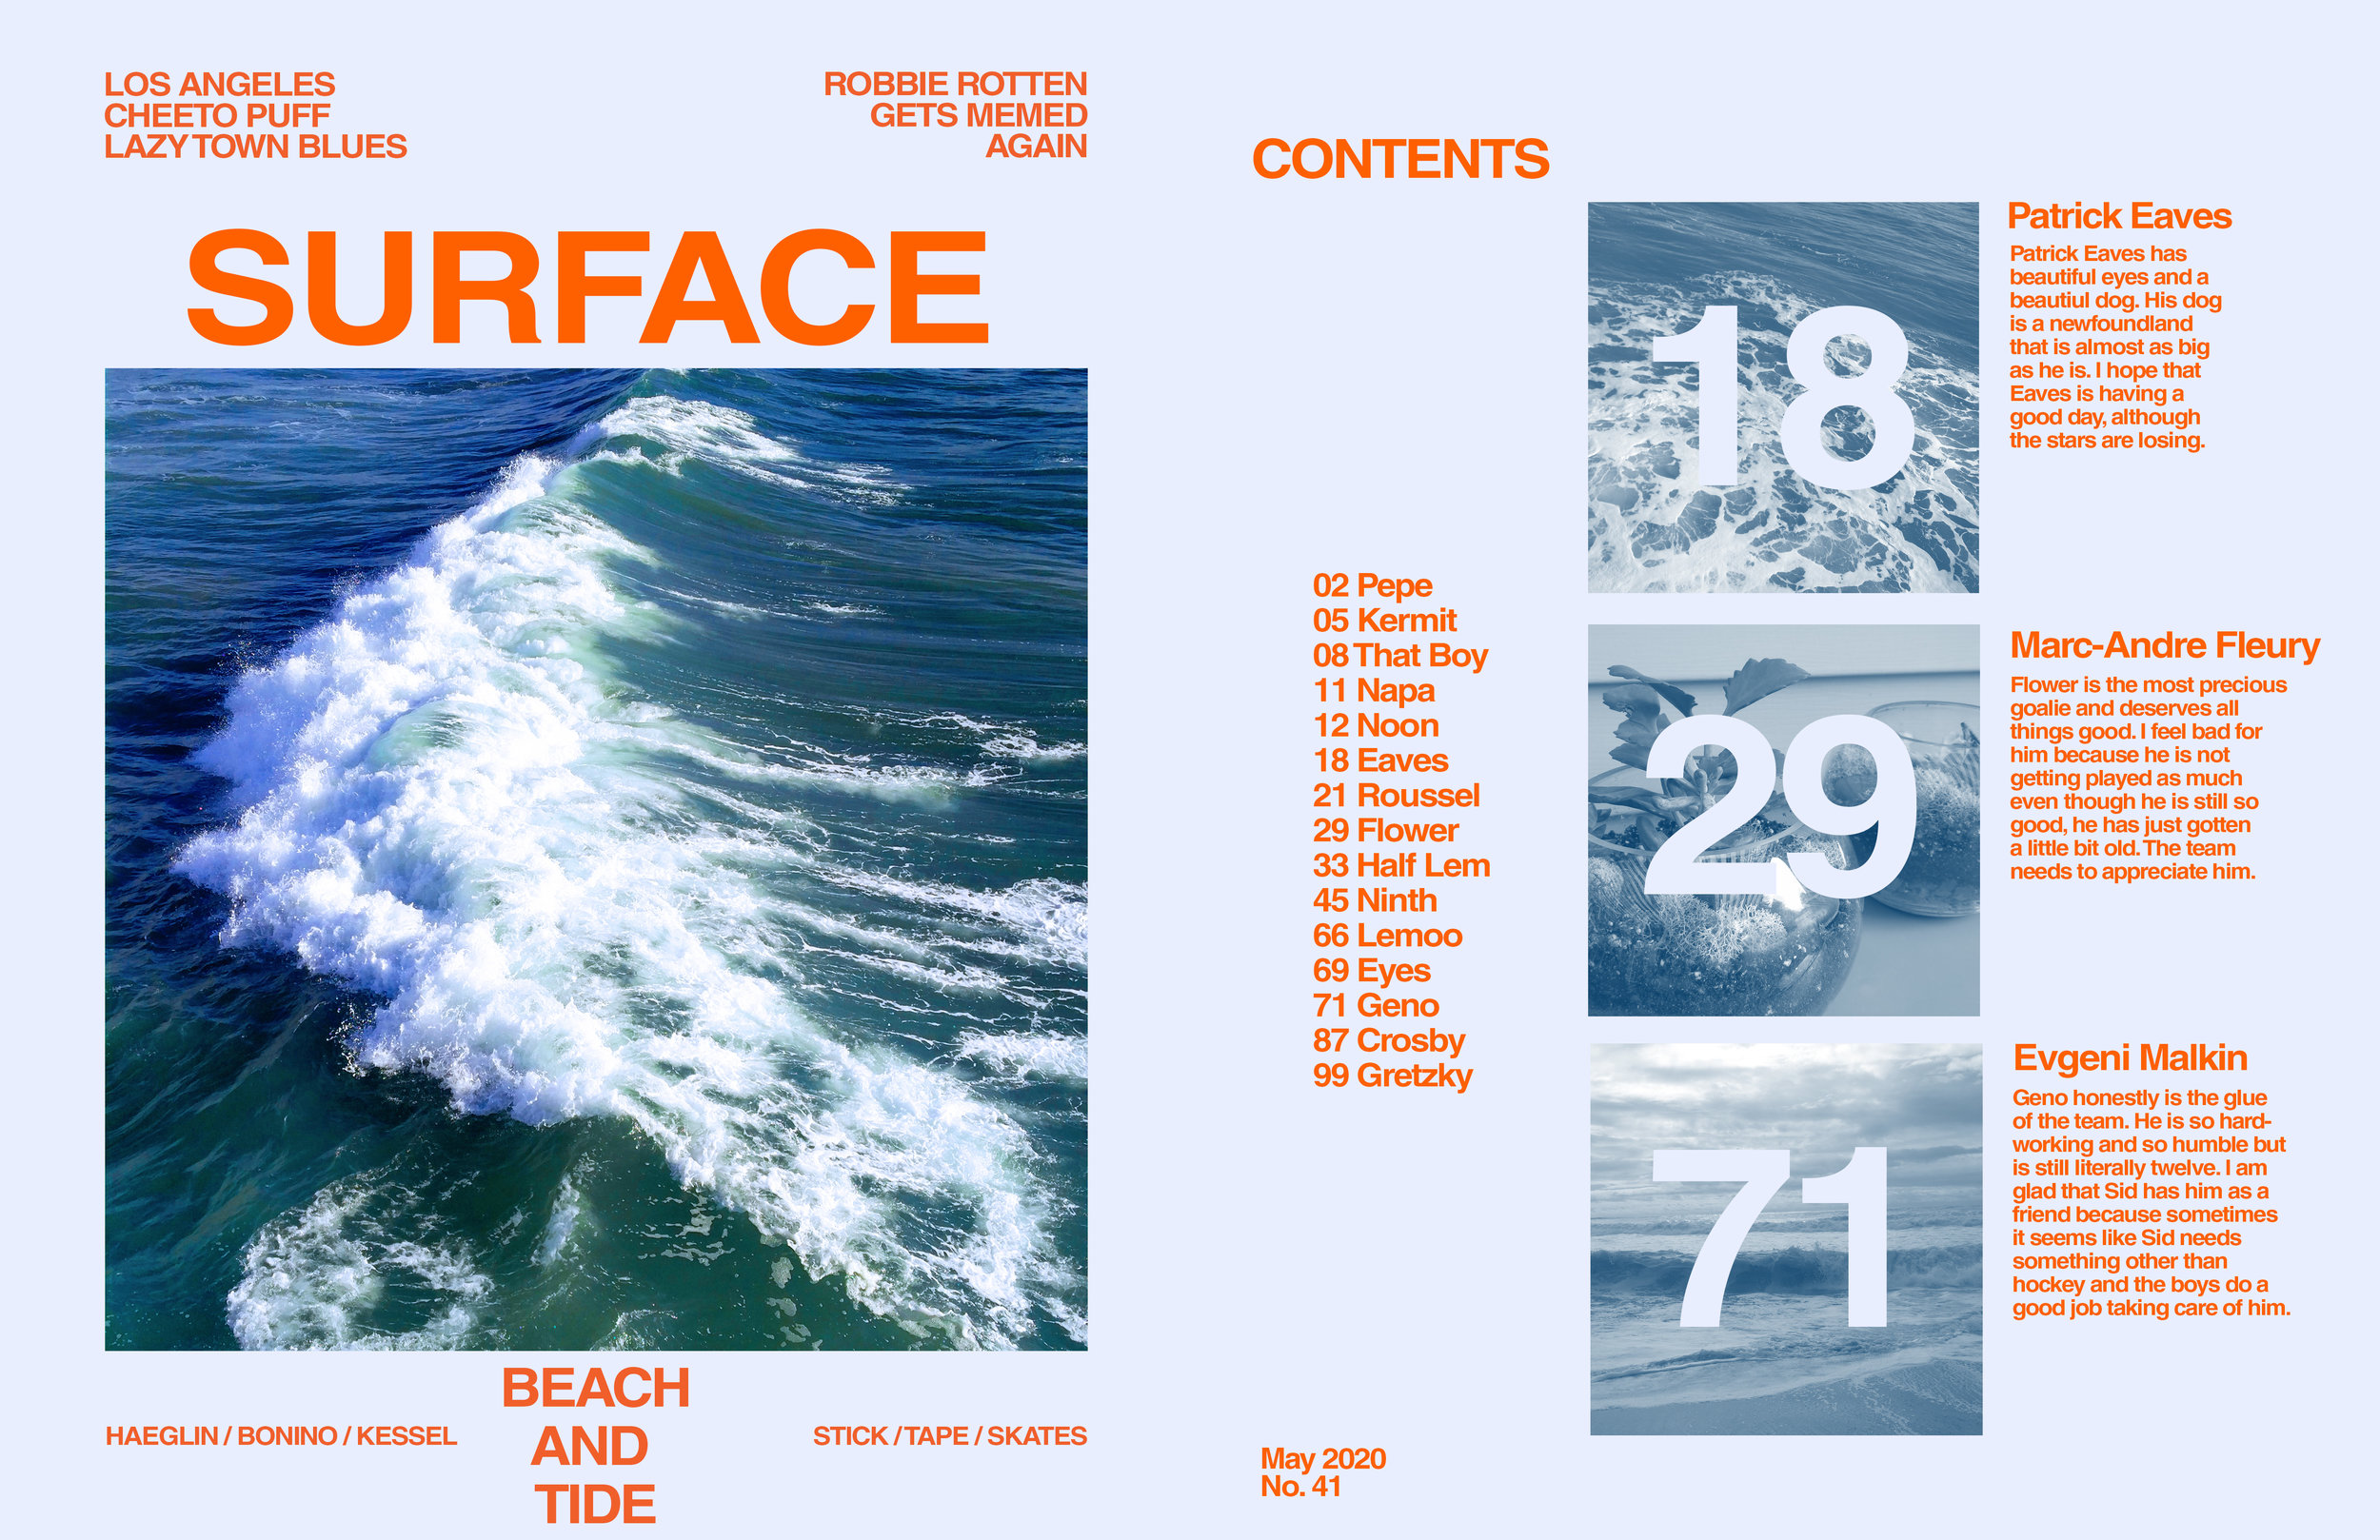 LOS ANGELES
CHEETO PUFF
LAZY TOWN BLUES
ROBBIE ROTTEN
GETS MEMED
AGAIN
SURFACE
BEACH
AND
TIDE
HAEGLIN / BONINO / KESSEL
STICK / TAPE / SKATES
CONTENTS
02 Pepe
05 Kermit
08 That Boy
11 Napa
12 Noon
18 Eaves
21 Roussel
29 Flower
33 Half Lem
45 Ninth
66 Lemoo
69 Eyes
71 Geno
87 Crosby
99 Gretzky
May 2020
No. 41
18
Patrick Eaves
Patrick Eaves has
beautiful eyes and a
beautiul dog. His dog
is a newfoundland
that is almost as big
as he is. I hope that
Eaves is having a
good day, although
the stars are losing.
29
Marc-Andre Fleury
Flower is the most precious
goalie and deserves all
things good. I feel bad for
him because he is not
getting played as much
even though he is still so
good, he has just gotten
a little bit old. The team
needs to appreciate him.
71
Evgeni Malkin
Geno honestly is the glue
of the team. He is so hard-
working and so humble but
is still literally twelve. I am
glad that Sid has him as a
friend because sometimes
it seems like Sid needs
something other than
hockey and the boys do a
good job taking care of him.